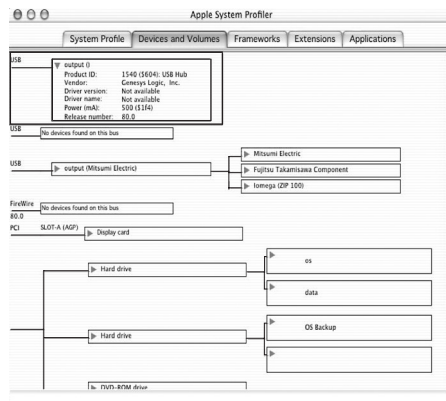 Apple System Profiler
System Profile Devices and Volumes Frameworks Extensions Applications
USB
output ()
Product ID: 1540 ($604): USB Hub
Vendor: Genesys Logic, Inc.
Driver version: Not available
Driver name: Not available
Power (mA): 500 ($1f4)
Release number: 80.0
USB
No devices found on this bus
USB
output (Mitsumi Electric)
Mitsumi Electric
Fujitsu Takamisawa Component
Iomega (ZIP 100)
FireWire
80.0
No devices found on this bus
PCI SLOT-A (AGP) Display card
Hard drive
os
data
Hard drive
OS Backup
DVD-ROM drive